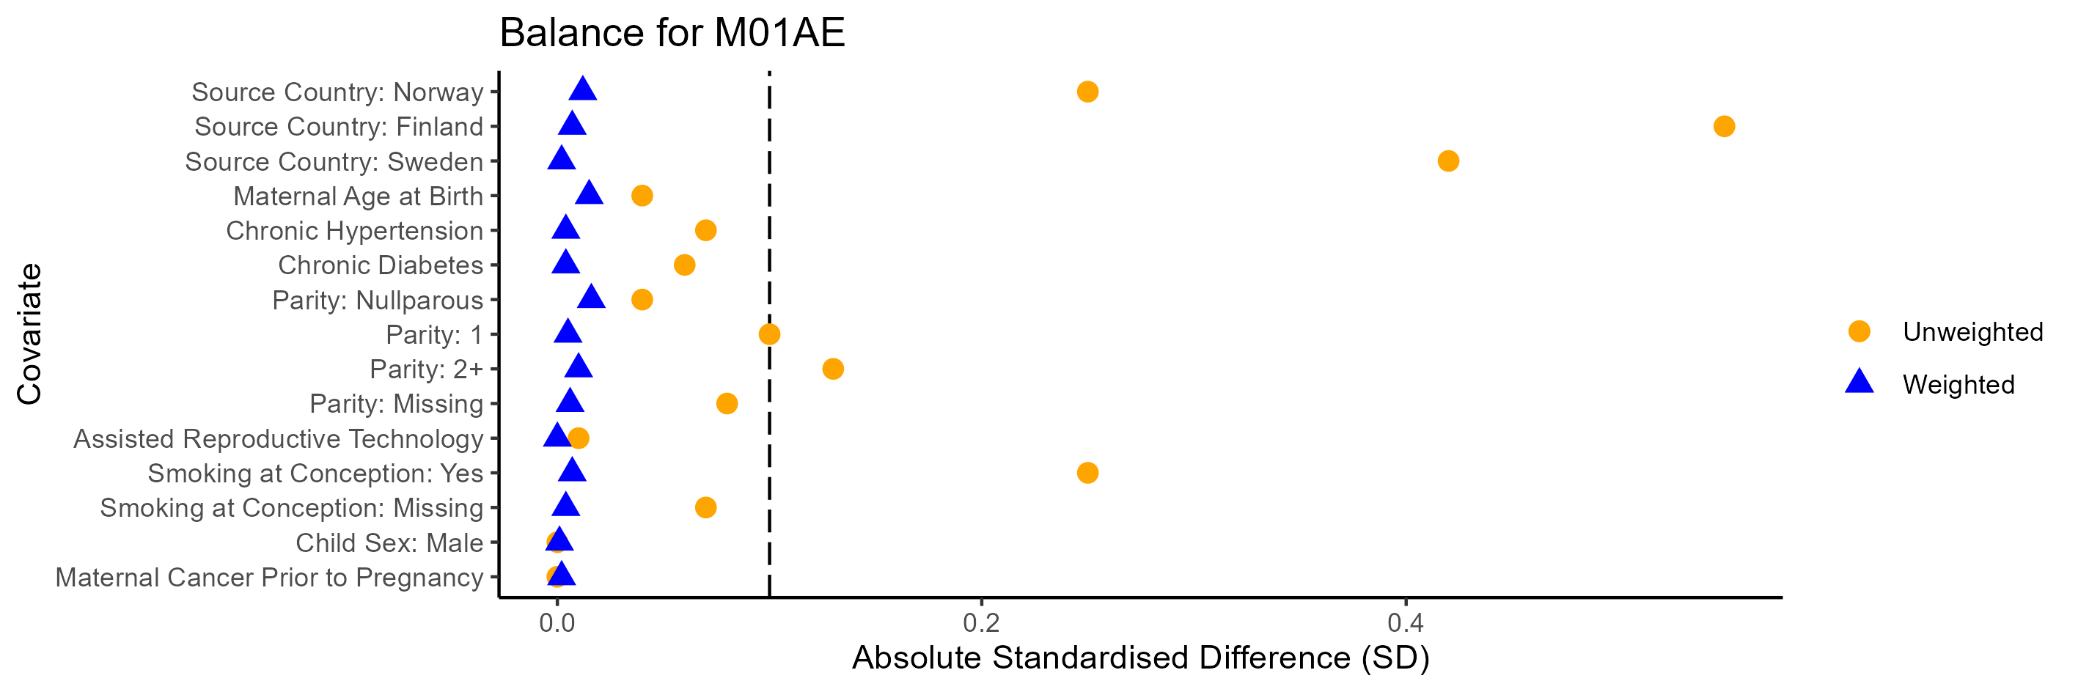 Balance for M01AE
Source Country: Norway
Source Country: Finland
Source Country: Sweden
Maternal Age at Birth
Chronic Hypertension
Chronic Diabetes
Parity: Nullparous
Parity: 1
Parity: 2+
Parity: Missing
Assisted Reproductive Technology
Smoking at Conception: Yes
Smoking at Conception: Missing
Child Sex: Male
Maternal Cancer Prior to Pregnancy
Covariate
0.0 0.2 0.4
Absolute Standardised Difference (SD)
Unweighted
Weighted